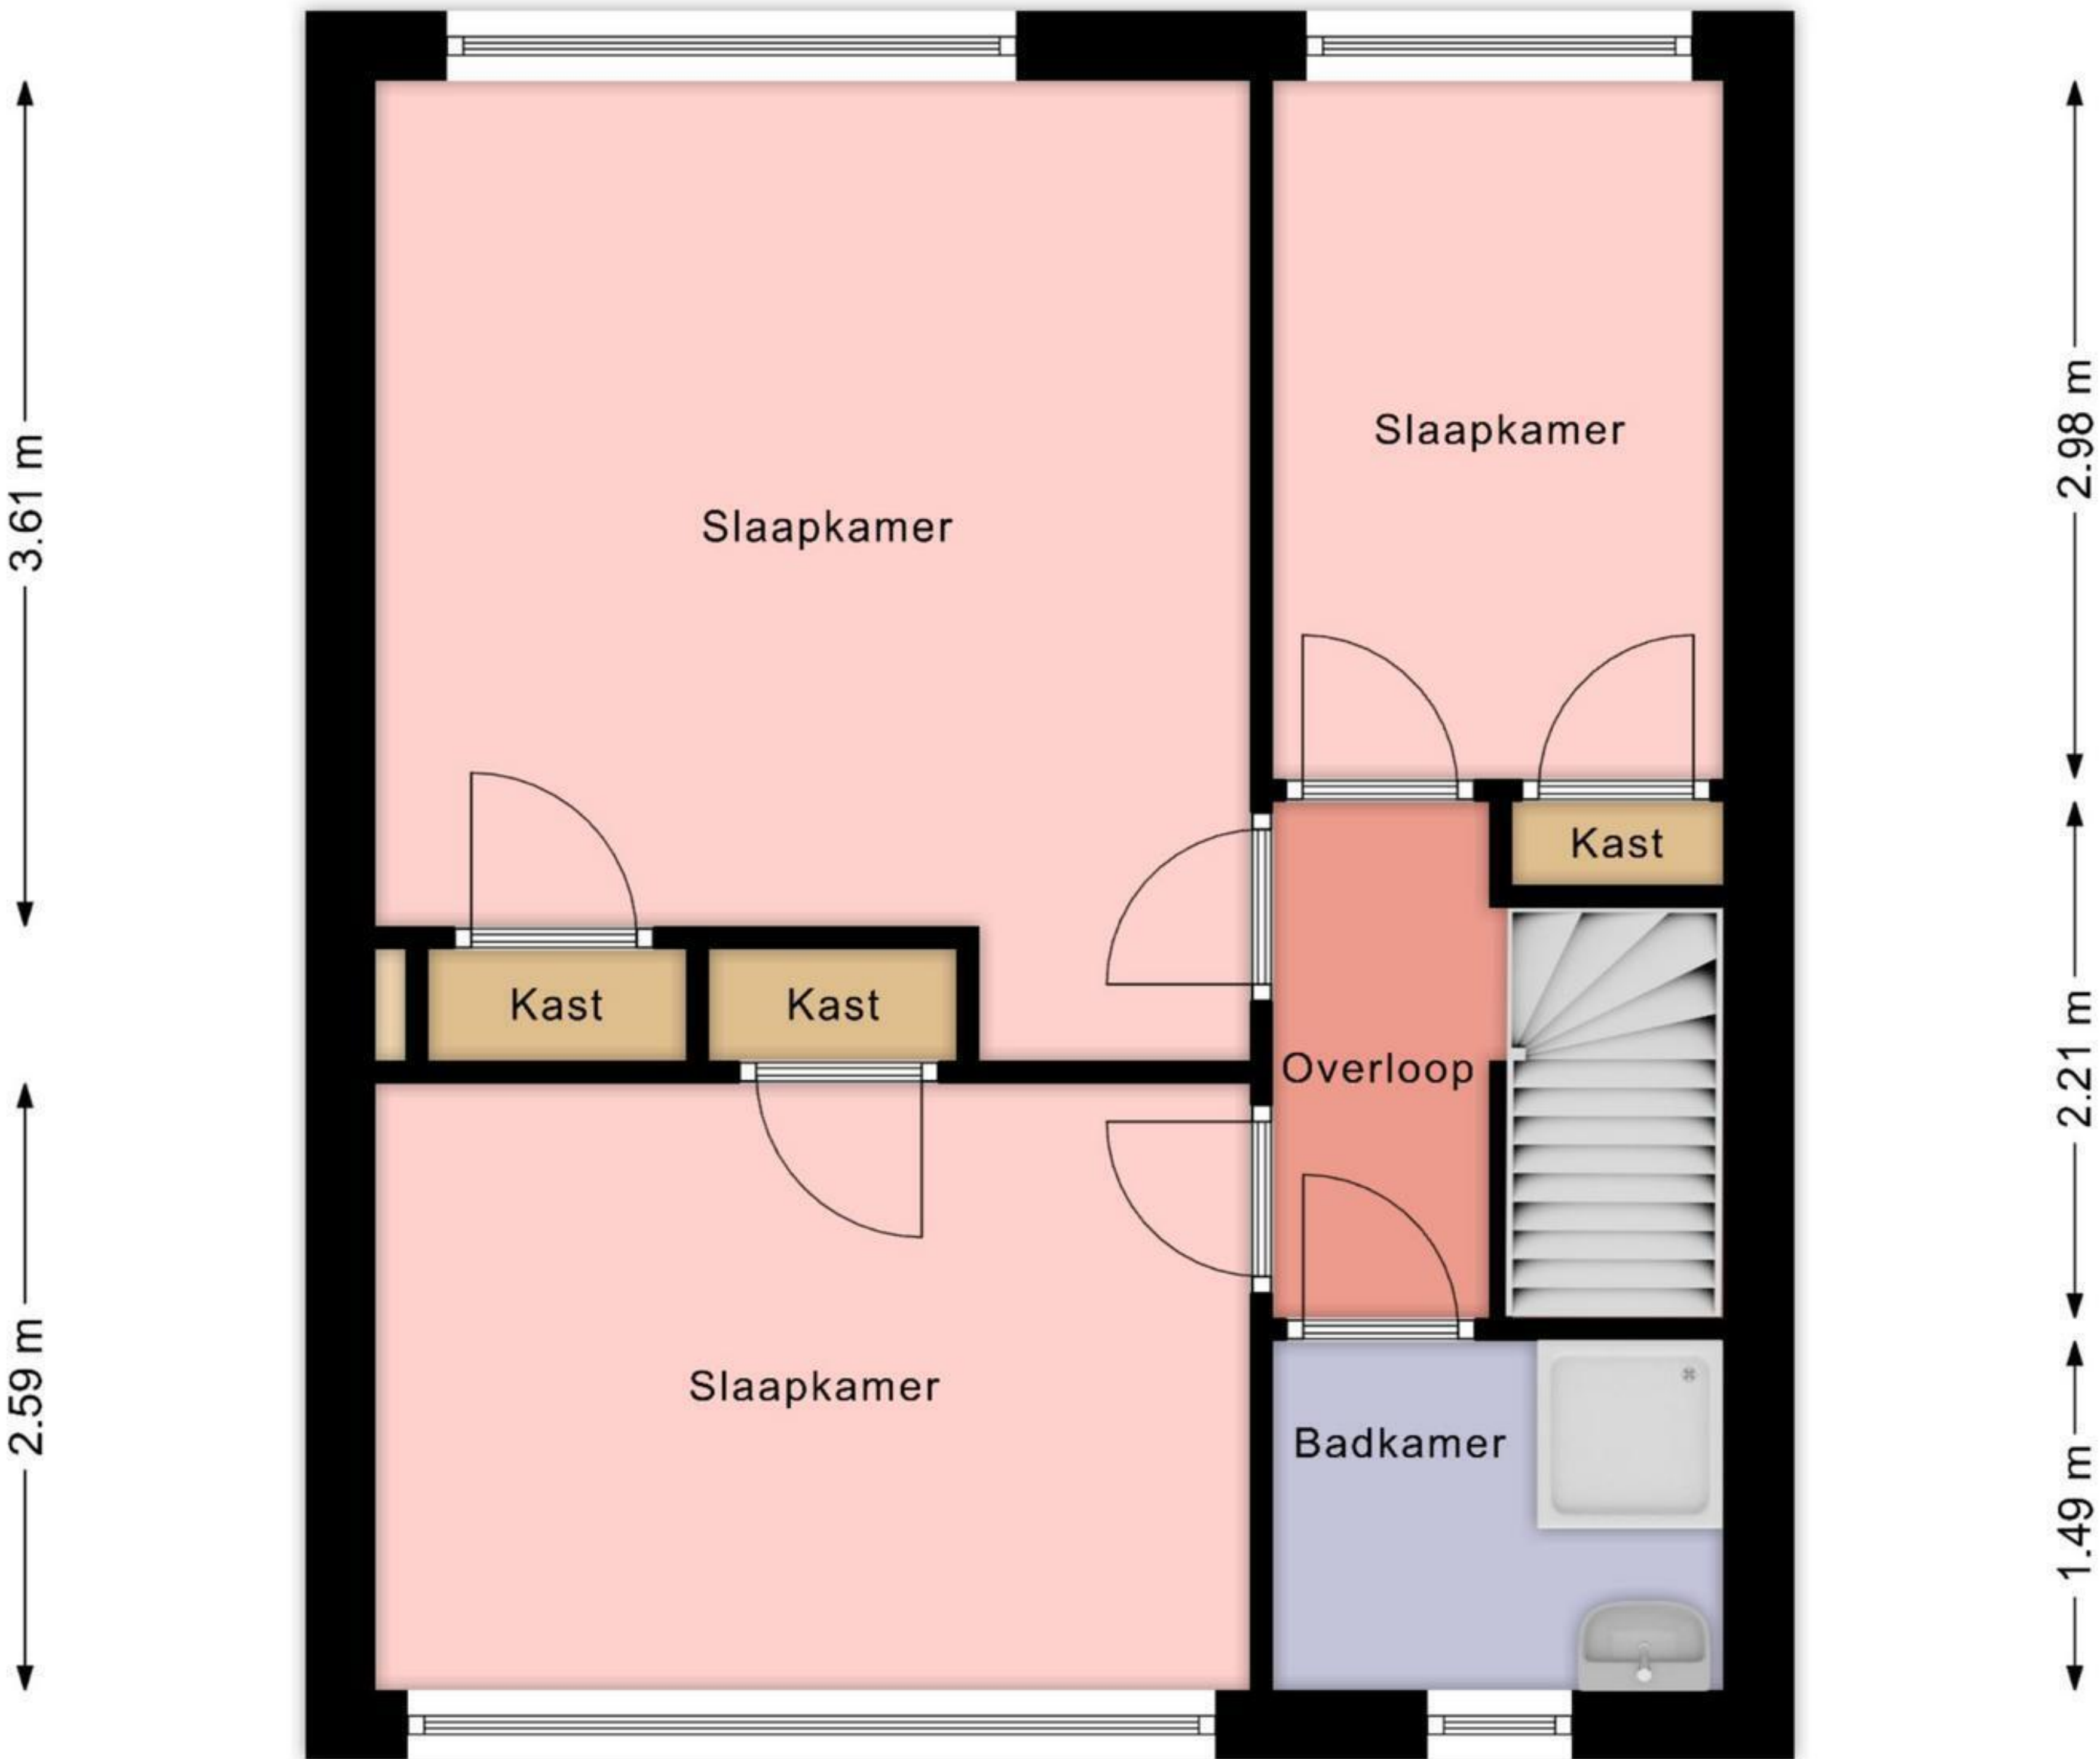 Slaapkamer
Slaapkamer
Kast
Kast
Kast
Overloop
Slaapkamer
Badkamer
3.61 m
2.59 m
2.98 m
2.21 m
1.49 m